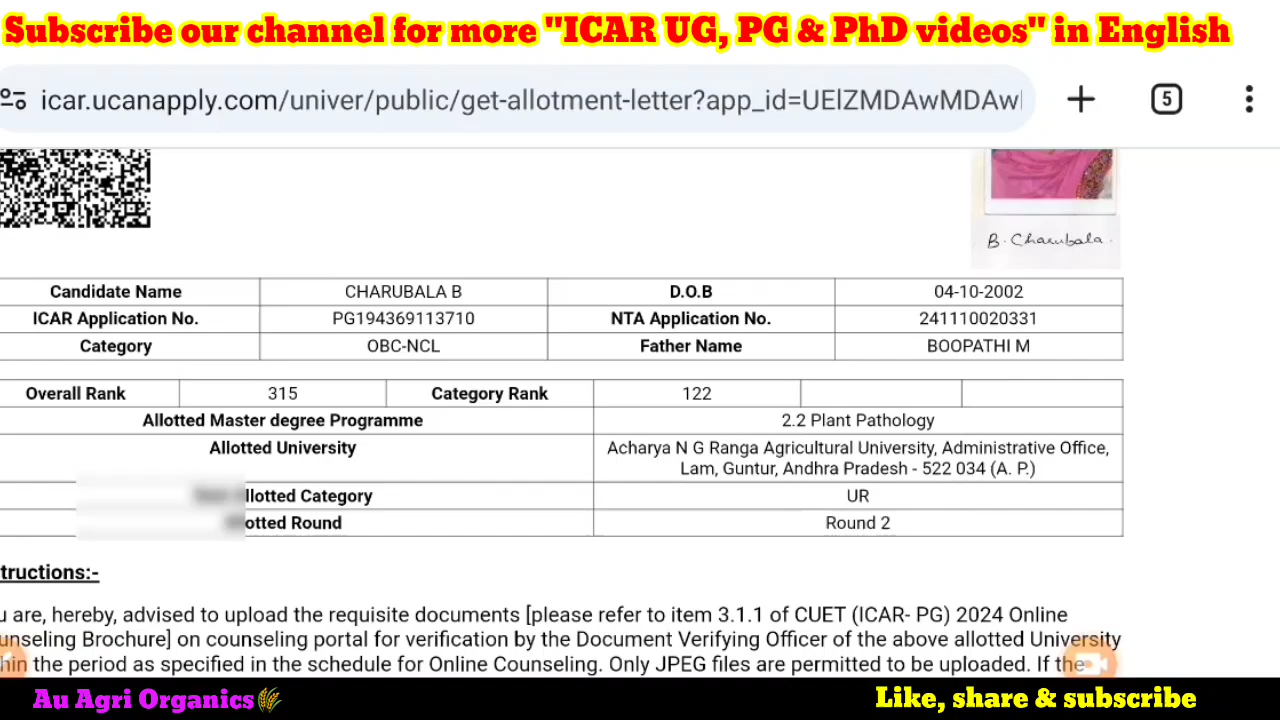 Subscribe our channel for more "ICAR UG, PG & PhD videos" in English
icar.ucanapply.com/univer/public/get-allotment-letter?app_id=UElZMDAwMDAw
5
B. Charubala.
Candidate Name CHARUBALA B D.O.B 04-10-2002
ICAR Application No. PG194369113710 NTA Application No. 241110020331
Category OBC-NCL Father Name BOOPATHI M
Overall Rank 315 Category Rank 122
Allotted Master degree Programme 2.2 Plant Pathology
Allotted University Acharya N G Ranga Agricultural University, Administrative Office,
Lam, Guntur, Andhra Pradesh - 522 034 (A. P.)
llotted Category UR
otted Round Round 2
tructions:-
u are, hereby, advised to upload the requisite documents [please refer to item 3.1.1 of CUET (ICAR- PG) 2024 Online
unseling Brochure] on counseling portal for verification by the Document Verifying Officer of the above allotted University
hin the period as specified in the schedule for Online Counseling. Only JPEG files are permitted to be uploaded. If the
Au Agri Organics Like, share & subscribe